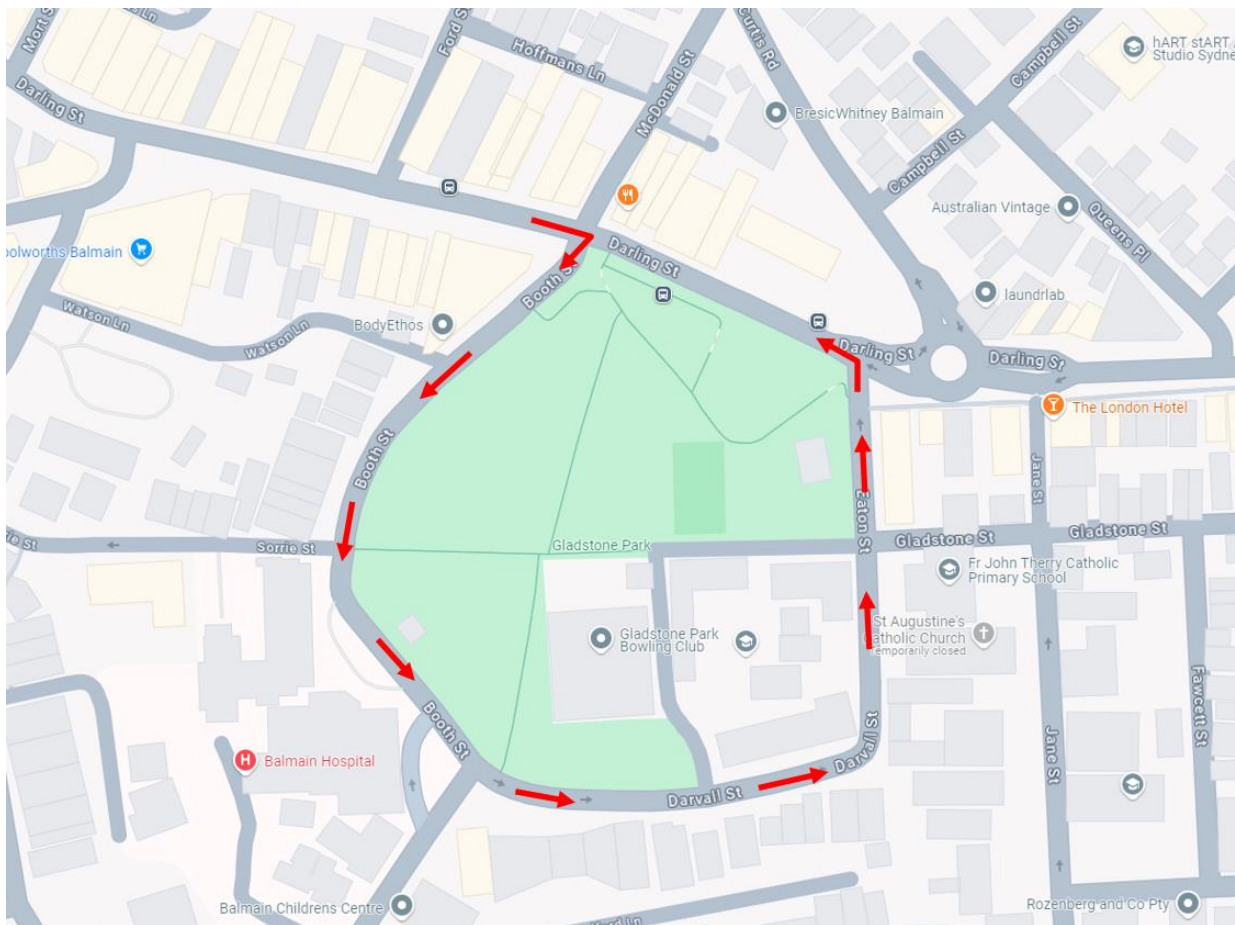 Mort St
Ford St
Hoffmans Ln
McDonald St
Curtis Rd
Campbell St
hART stART
Studio Sydne
Darling St
BresicWhitney Balmain
Campbell St
Australian Vintage
Queens Pl
oolworths Balmain
Darling St
Booth St
laundrlab
Watson Ln
BodyEthos
Darling St
Darling St
The London Hotel
Booth St
Jane St
Eaton St
rie St
Sorrie St
Gladstone Park
Gladstone St
Gladstone St
Fr John Therry Catholic
Primary School
Gladstone Park
Bowling Club
St Augustine's
Catholic Church
Temporarily closed
Fawcett St
Booth St
Darvall St
Jane St
Balmain Hospital
H
Darvall St
Balmain Childrens Centre
Rozenberg and Co Pty